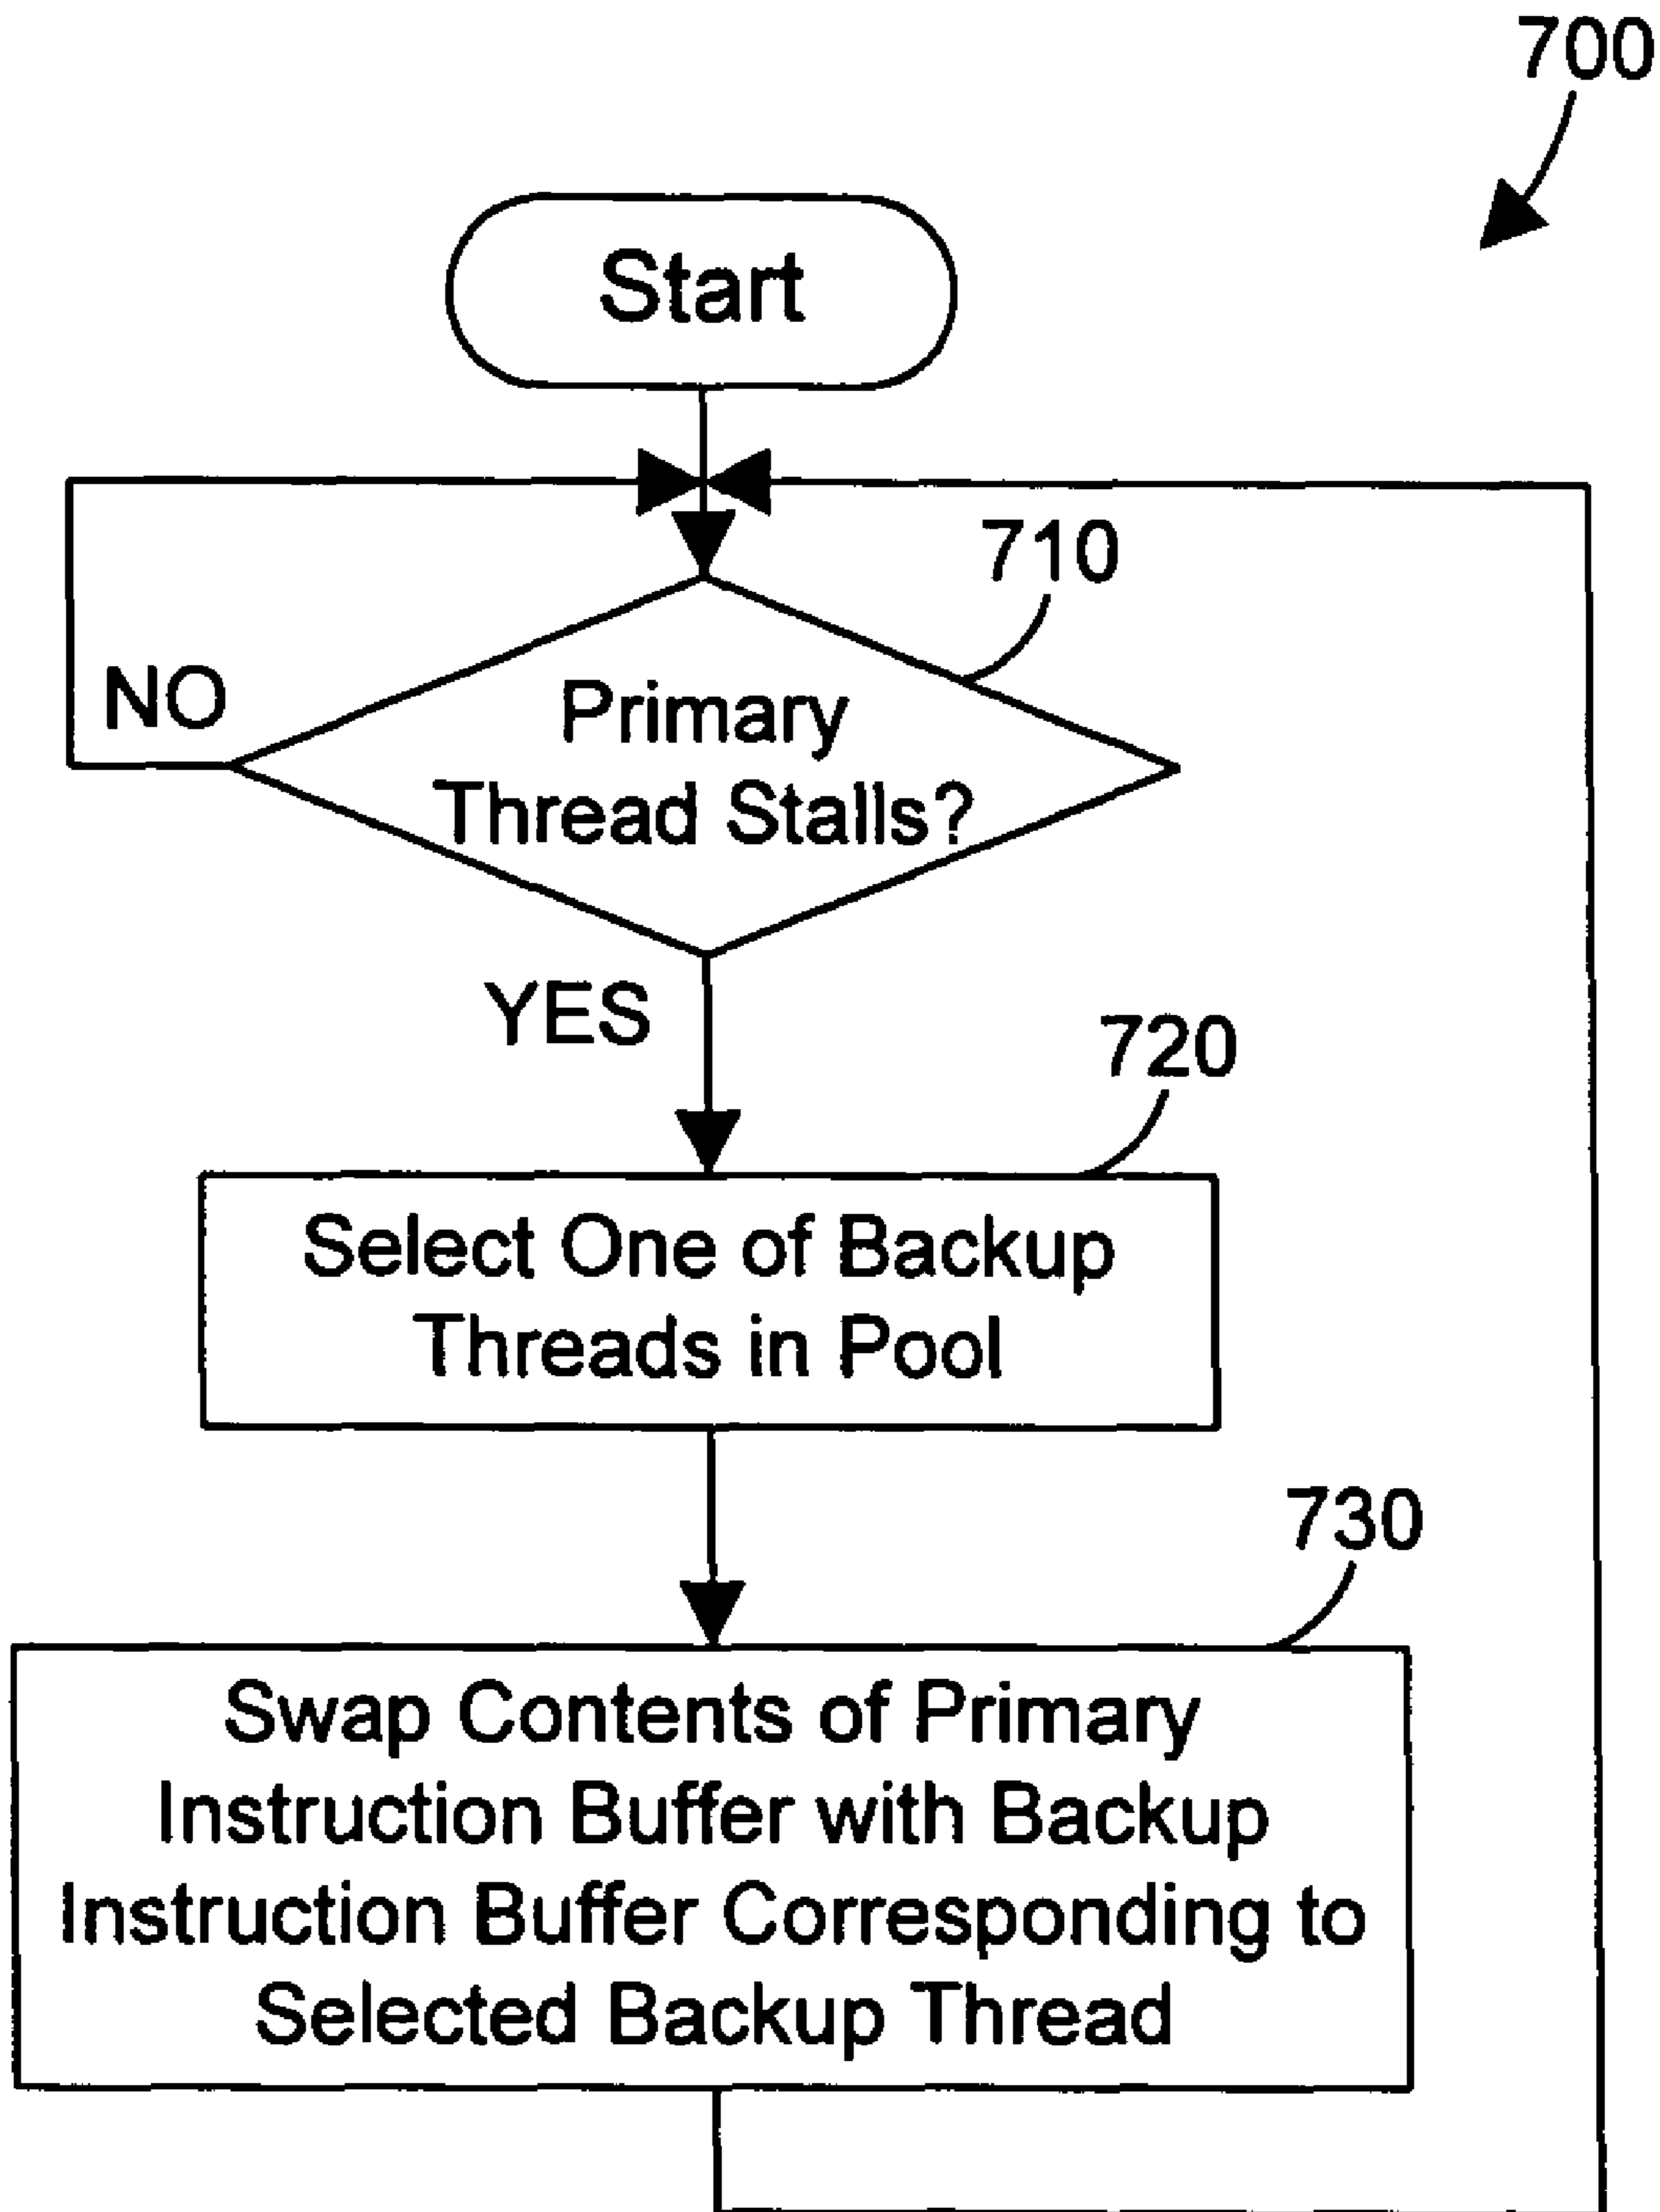 700
Start
710
NO
Primary
Thread Stalls?
YES
720
Select One of Backup
Threads in Pool
730
Swap Contents of Primary
Instruction Buffer with Backup
Instruction Buffer Corresponding to
Selected Backup Thread